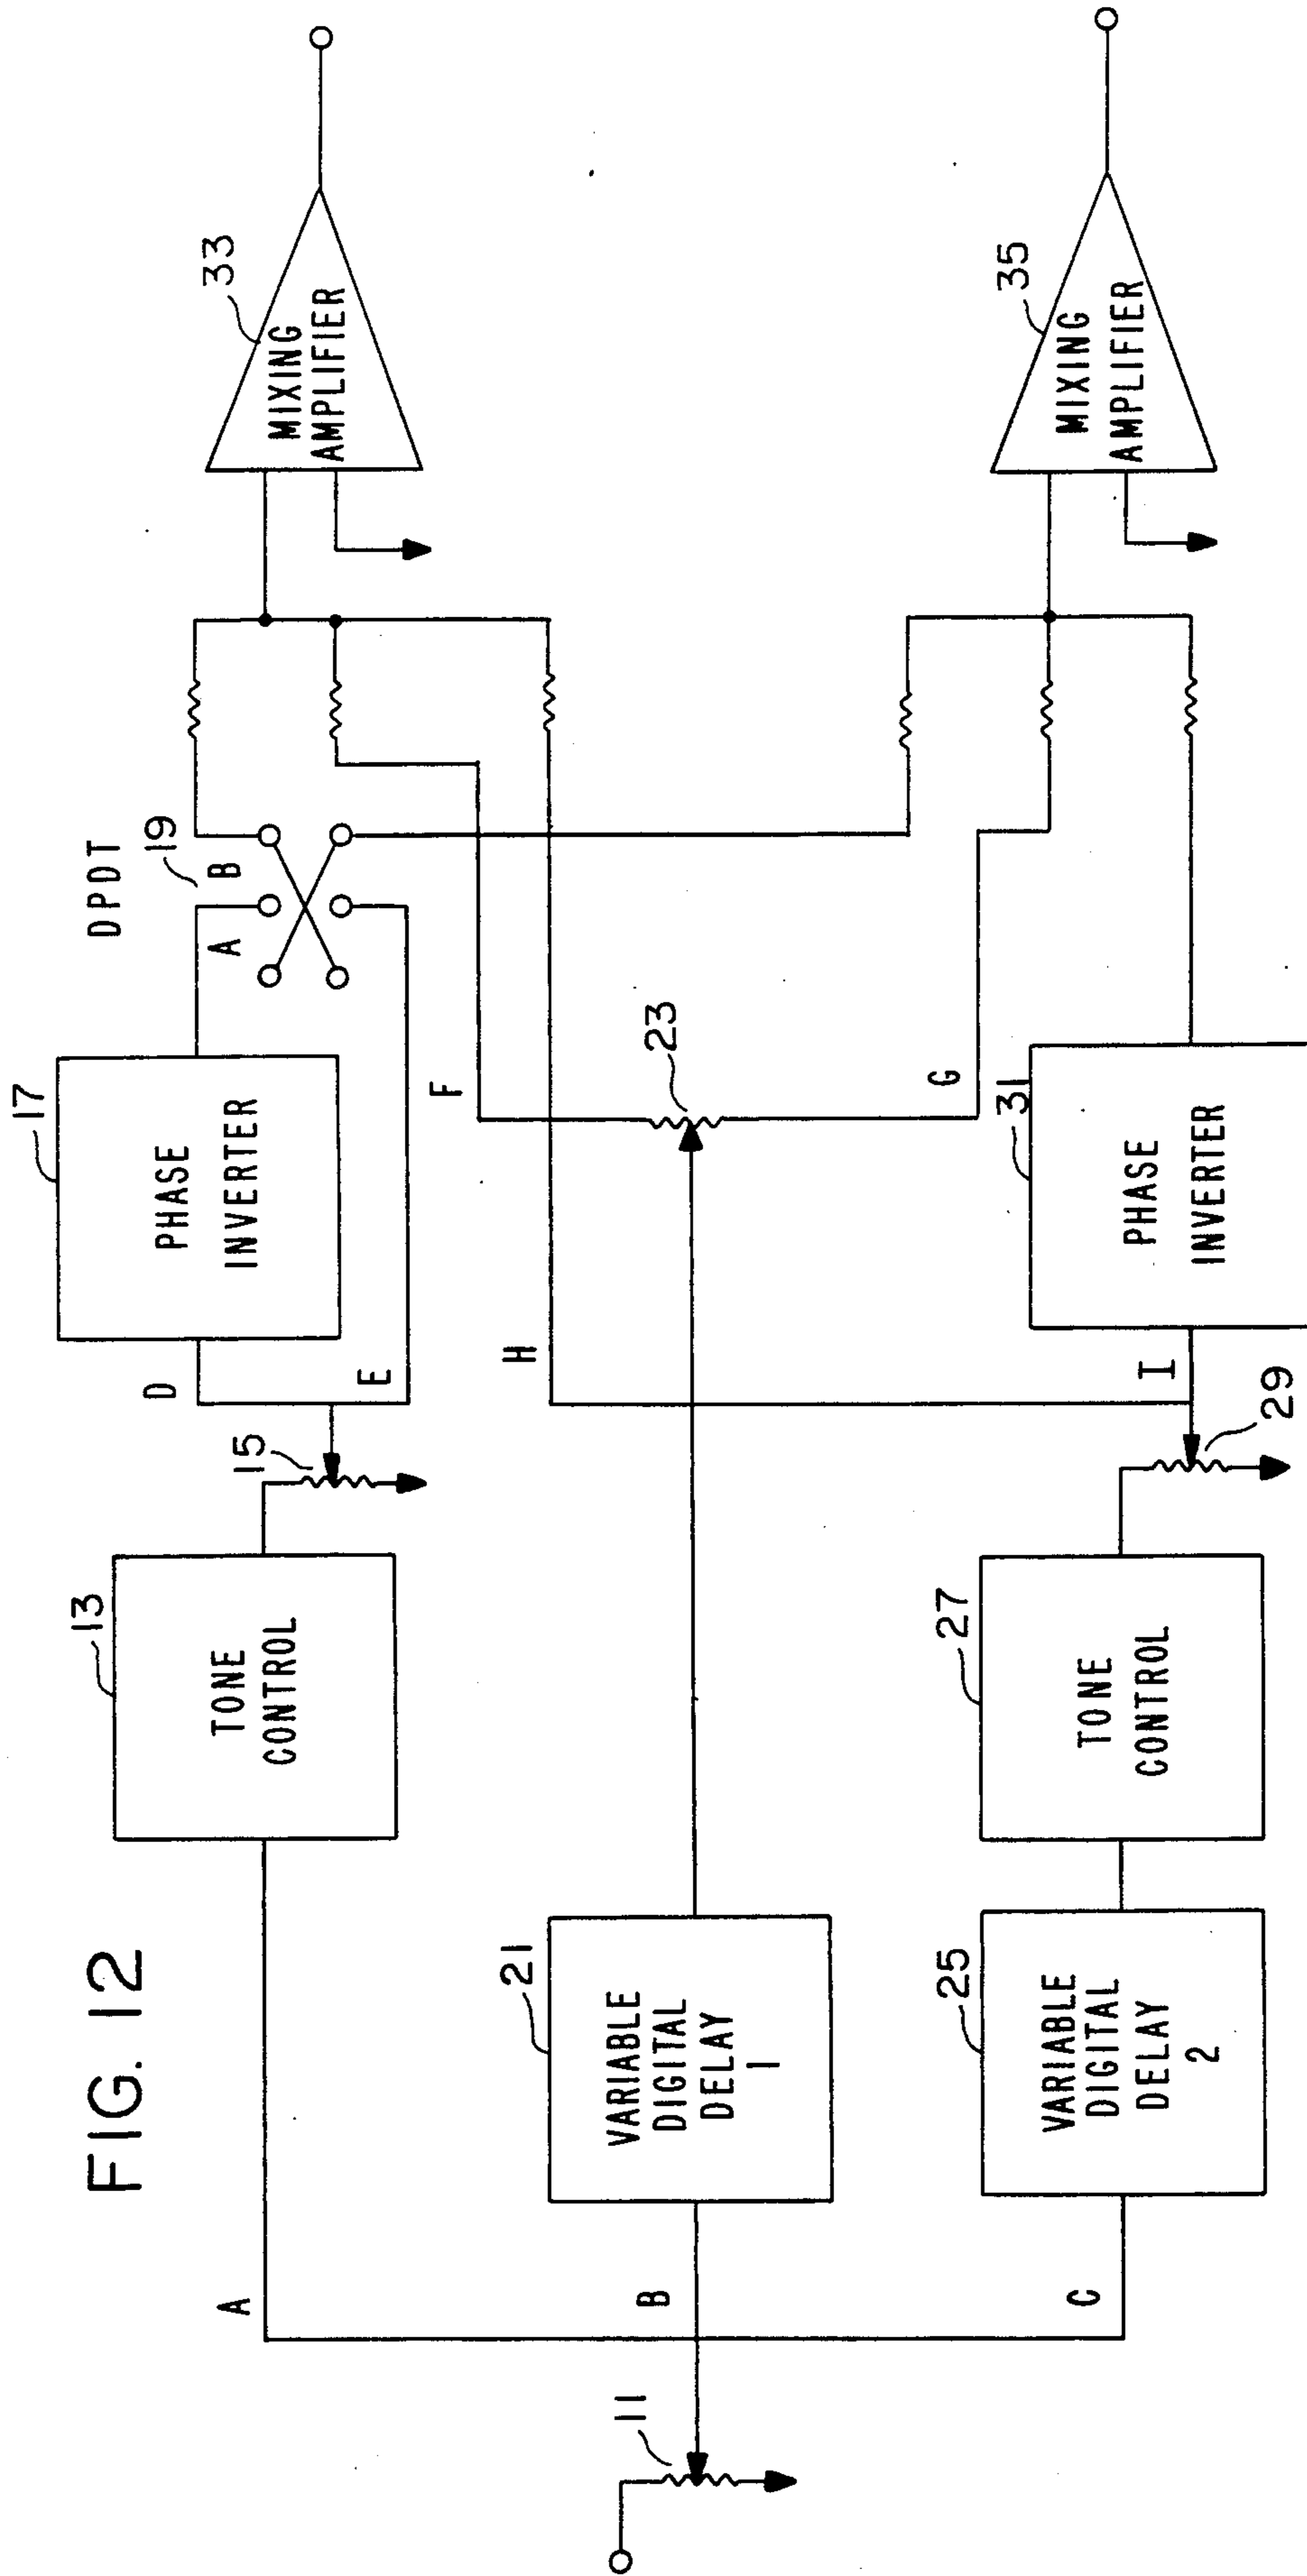 FIG. 12
11
A
B
C
13
TONE
CONTROL
15
D
E
17
PHASE
INVERTER
DPDT
19
A
B
33
MIXING
AMPLIFIER
21
VARIABLE
DIGITAL
DELAY
1
H
F
23
G
25
VARIABLE
DIGITAL
DELAY
2
27
TONE
CONTROL
29
I
31
PHASE
INVERTER
35
MIXING
AMPLIFIER